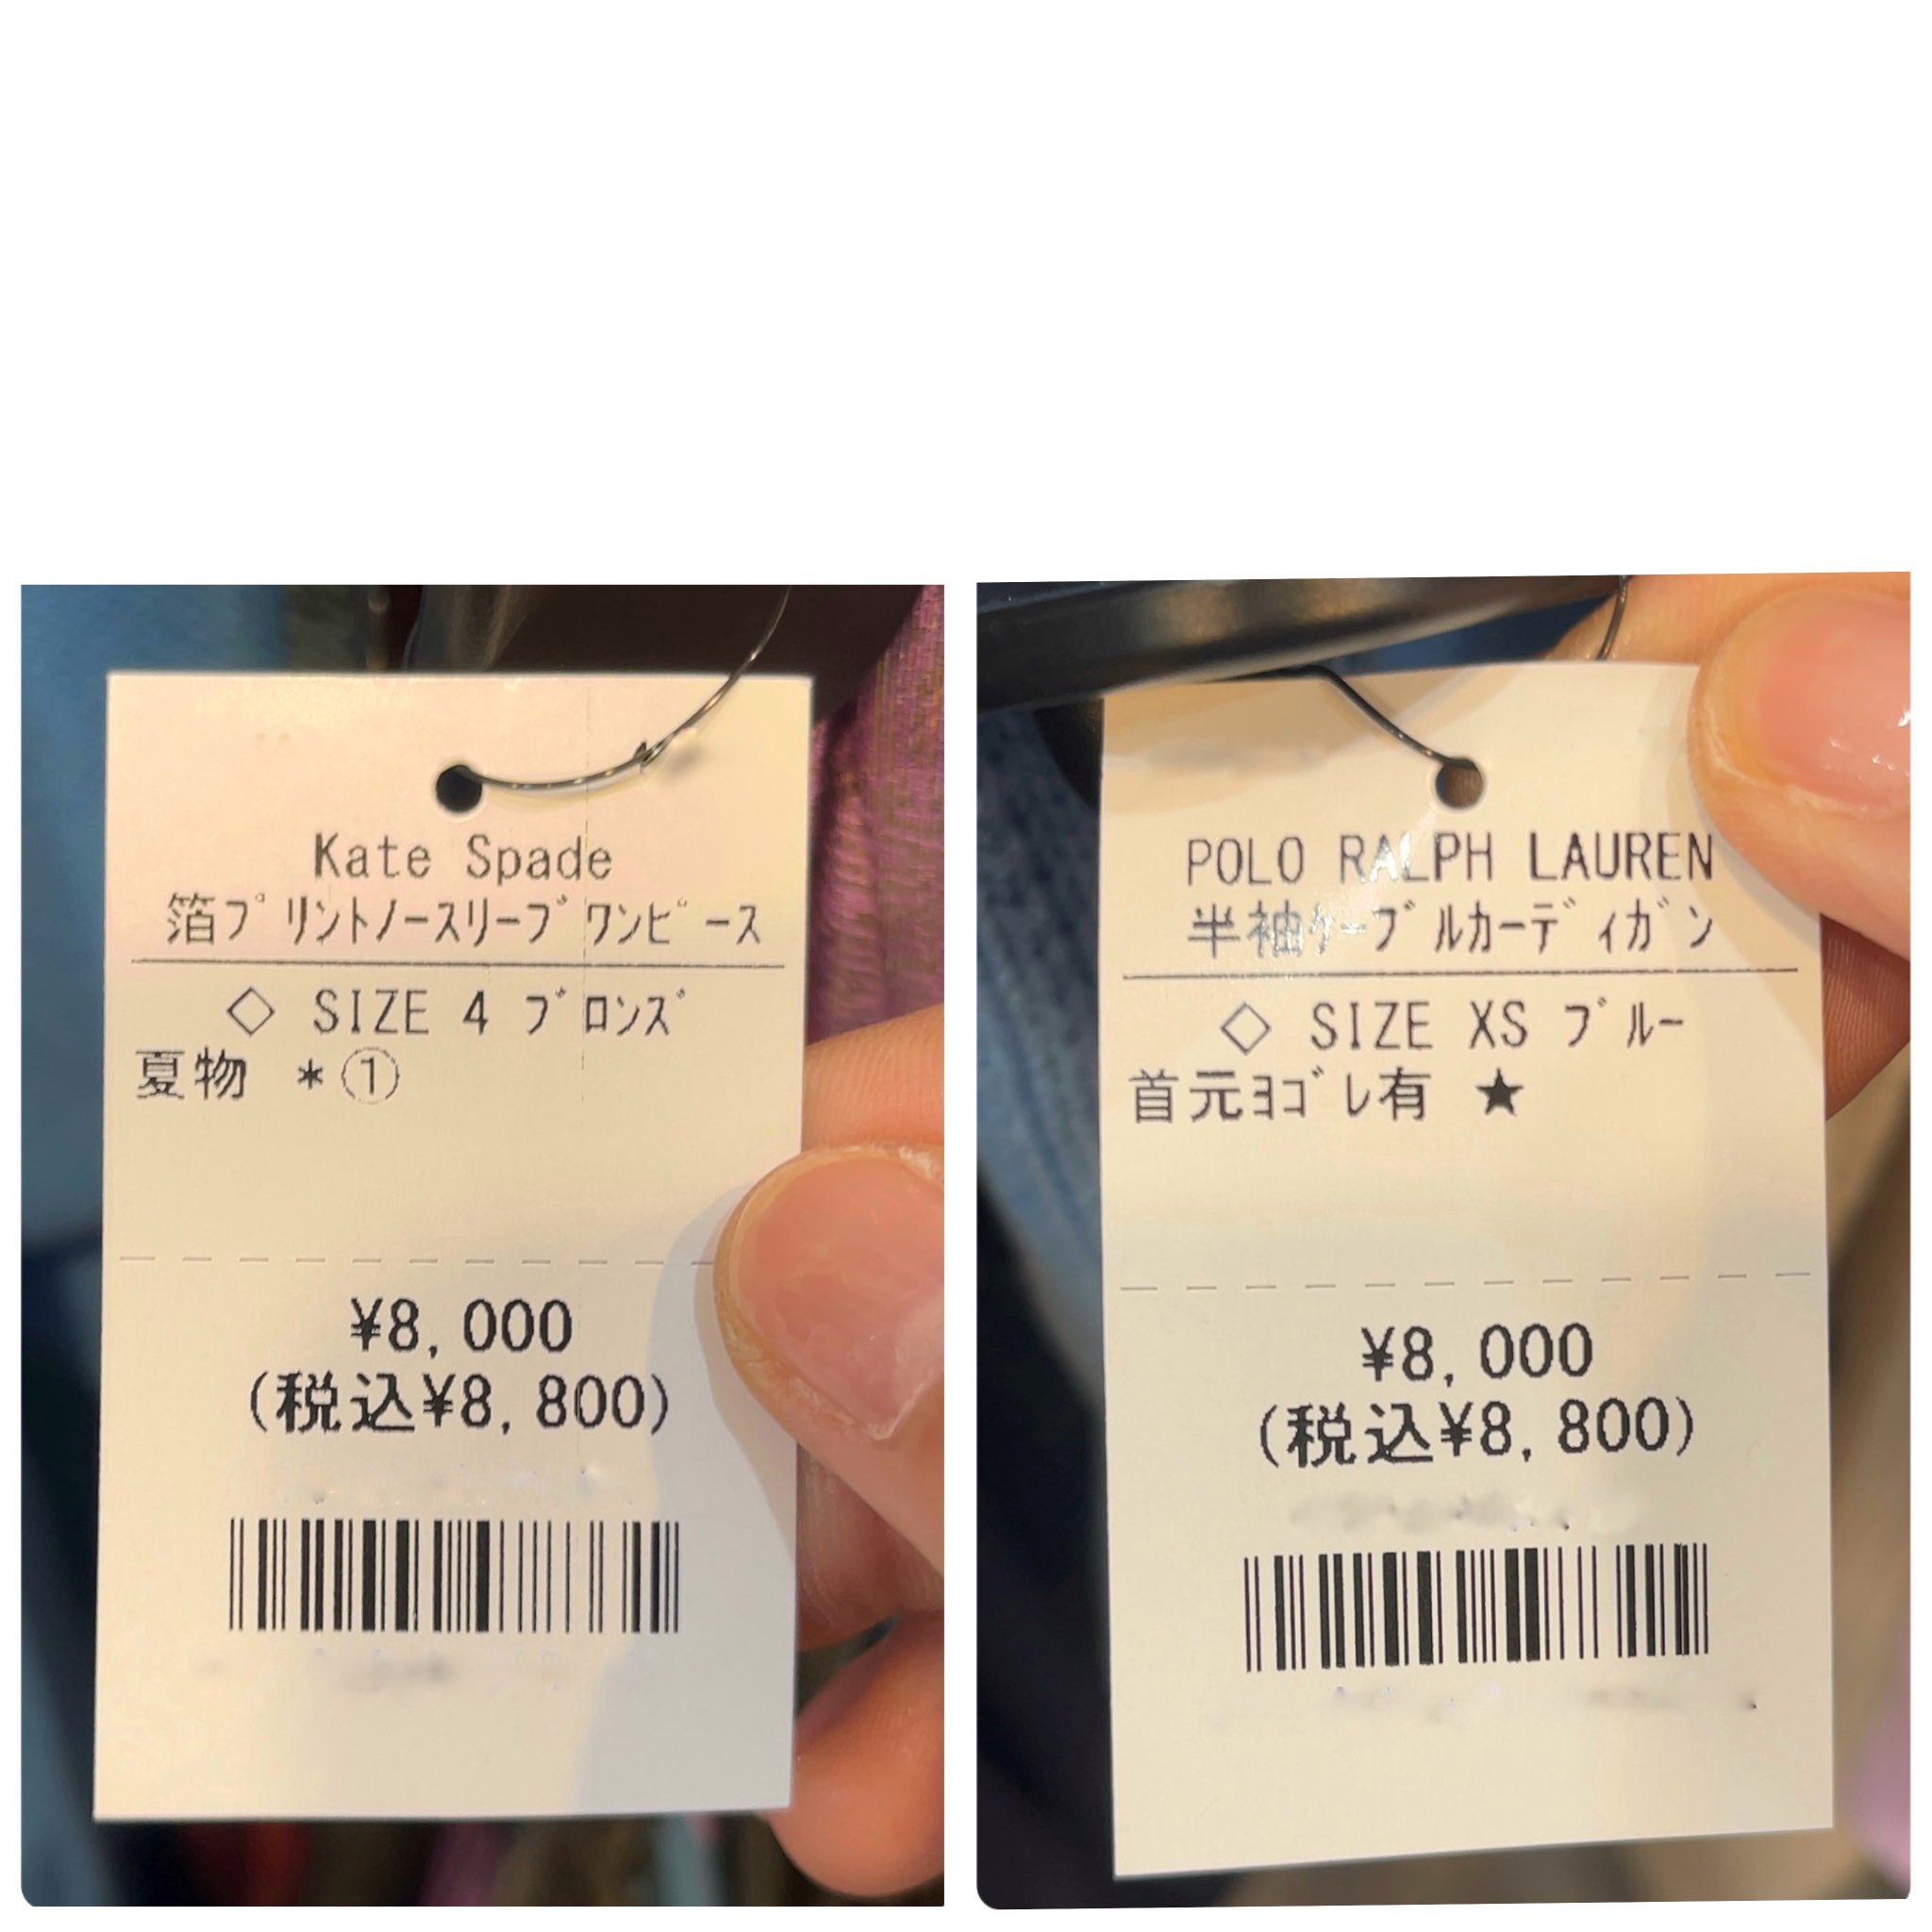 Kate Spade
箔プリントノースリーブワンピース
◇ SIZE 4 ブロンズ
夏物 *①
¥8,000
(税込¥8,800)
POLO RALPH LAUREN
半袖ケーブルカーディガン
◇ SIZE XS ブルー
首元ヨゴレ有 ★
¥8,000
(税込¥8,800)